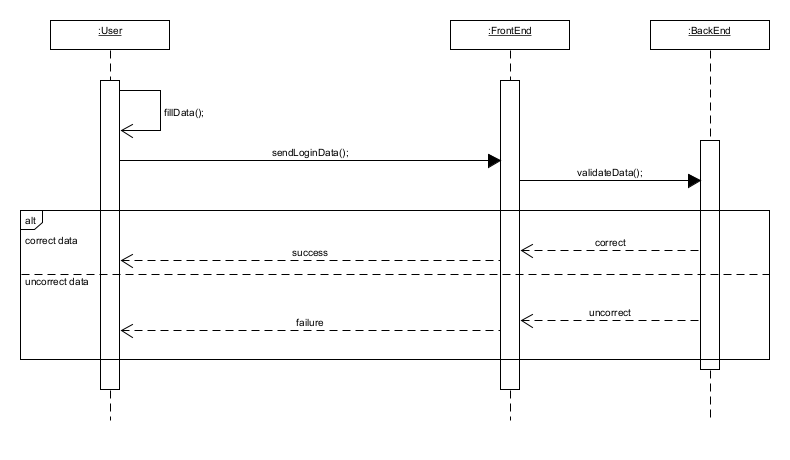 :User
:FrontEnd
:BackEnd
fillData();
sendLoginData();
validateData();
alt
correct data
correct
success
uncorrect data
uncorrect
failure